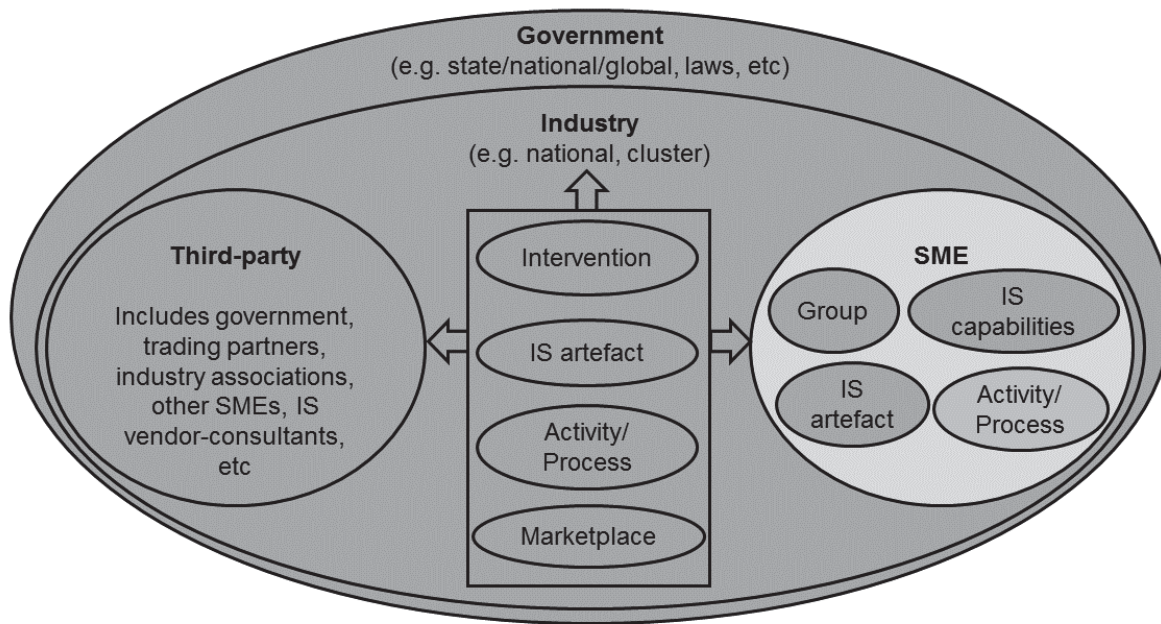 Government
(e.g. state/national/global, laws, etc)
Industry
(e.g. national, cluster)
Third-party
Includes government,
trading partners,
industry associations,
other SMEs, IS
vendor-consultants,
etc
Intervention
IS artefact
Activity/
Process
Marketplace
SME
Group
IS
capabilities
IS
artefact
Activity/
Process